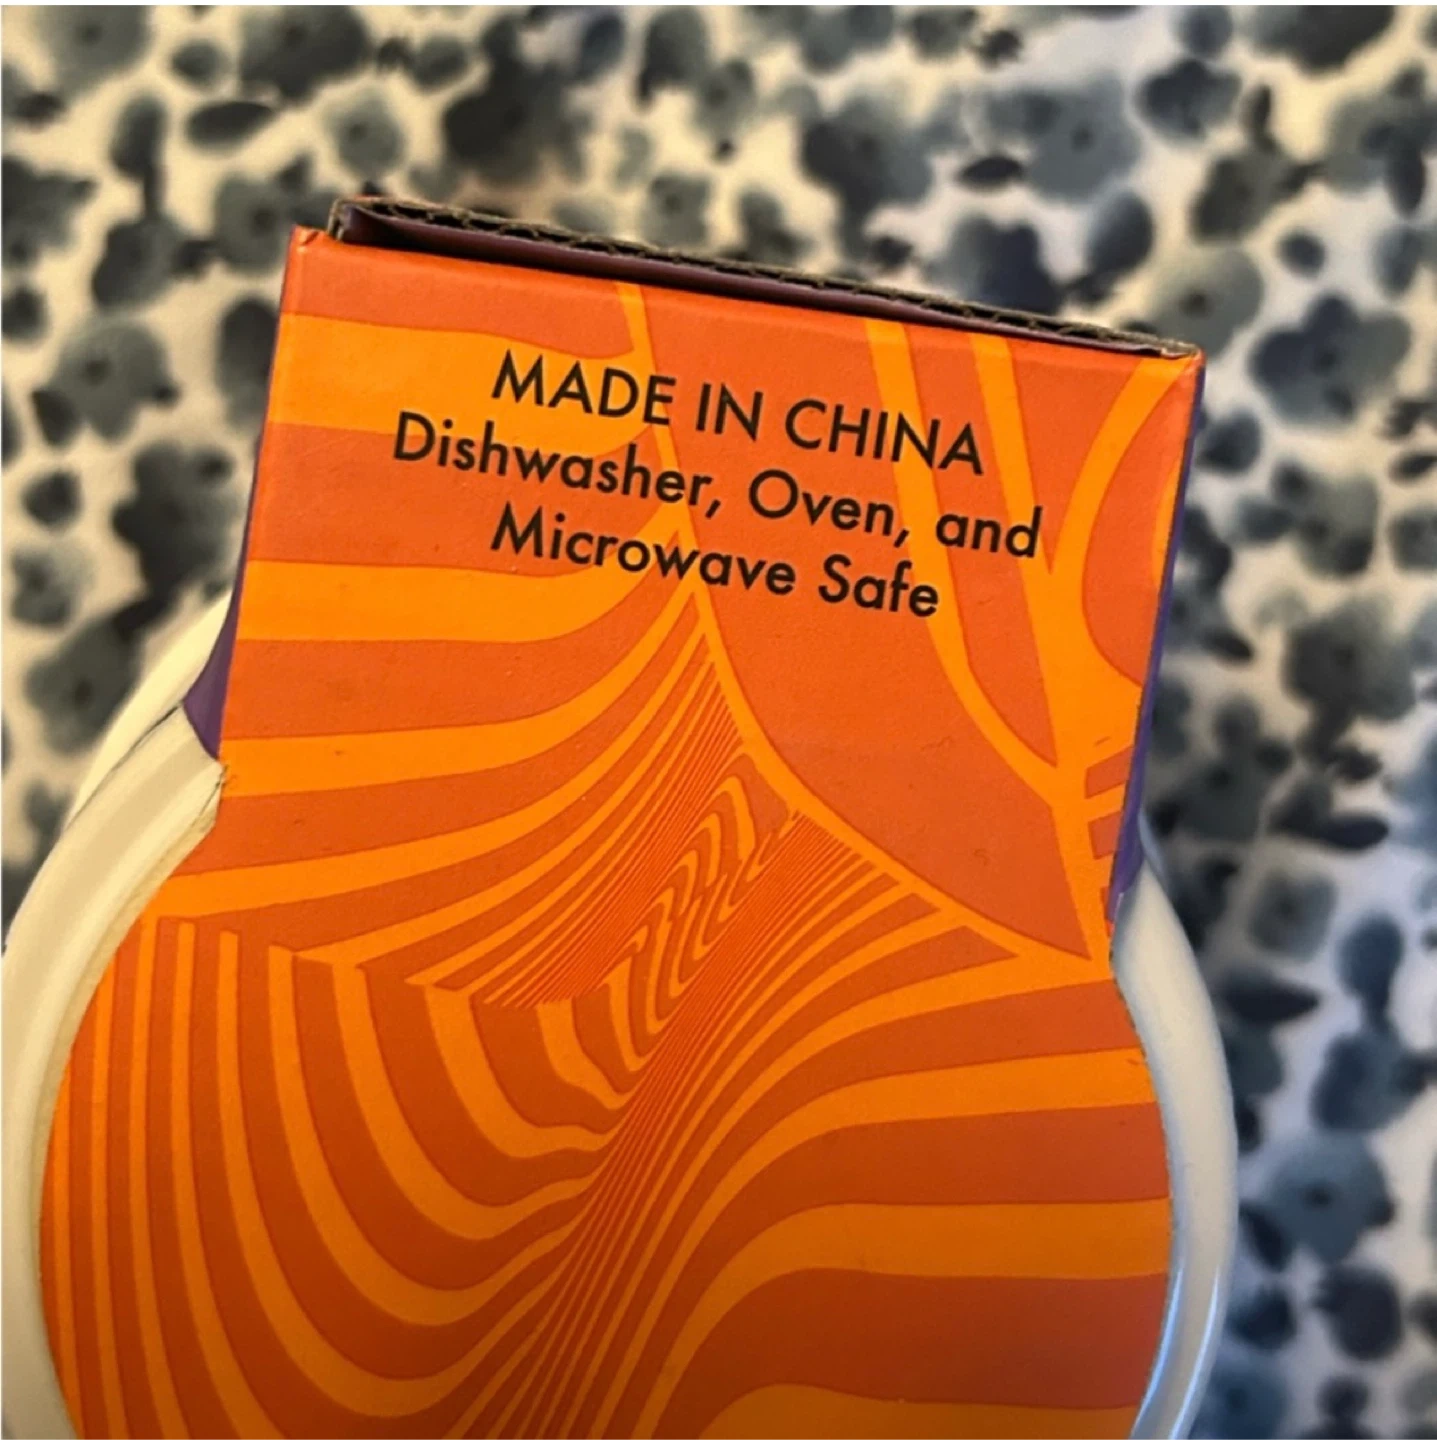 MADE IN CHINA
Dishwasher, Oven, and
Microwave Safe